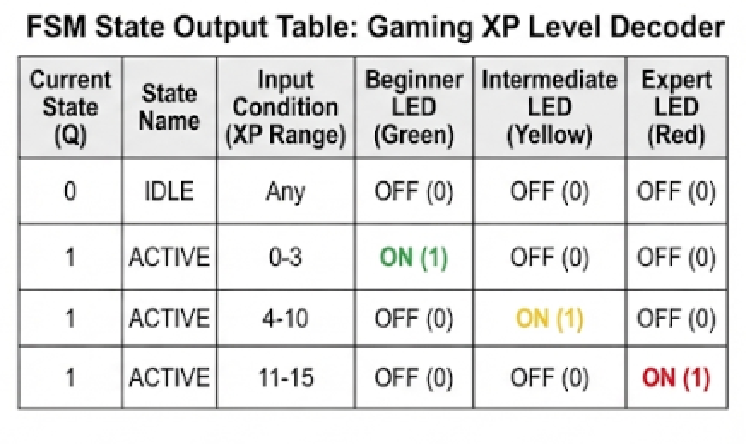 FSM State Output Table: Gaming XP Level Decoder
Current State (Q) State Name Input Condition (XP Range) Beginner LED (Green) Intermediate LED (Yellow) Expert LED (Red)
0 IDLE Any OFF (0) OFF (0) OFF (0)
1 ACTIVE 0-3 ON (1) OFF (0) OFF (0)
1 ACTIVE 4-10 OFF (0) ON (1) OFF (0)
1 ACTIVE 11-15 OFF (0) OFF (0) ON (1)